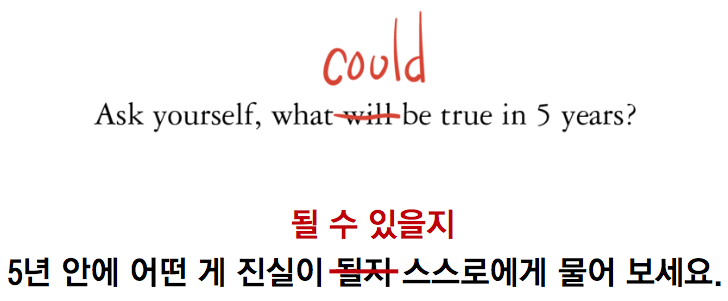 could
Ask yourself, what will be true in 5 years?
될 수 있을지
5년 안에 어떤 게 진실이 될지 스스로에게 물어 보세요.